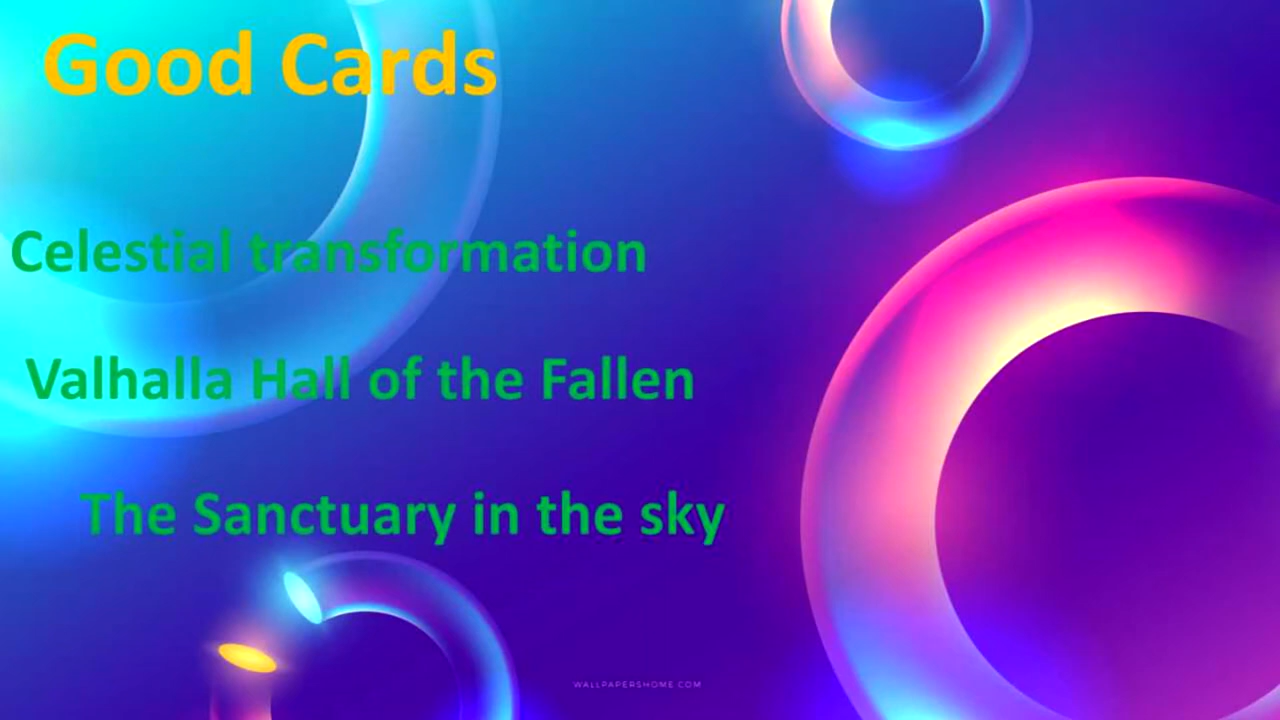 Good Cards
Celestial transformation
Valhalla Hall of the Fallen
The Sanctuary in the sky
WALLPAPERSHOME.COM